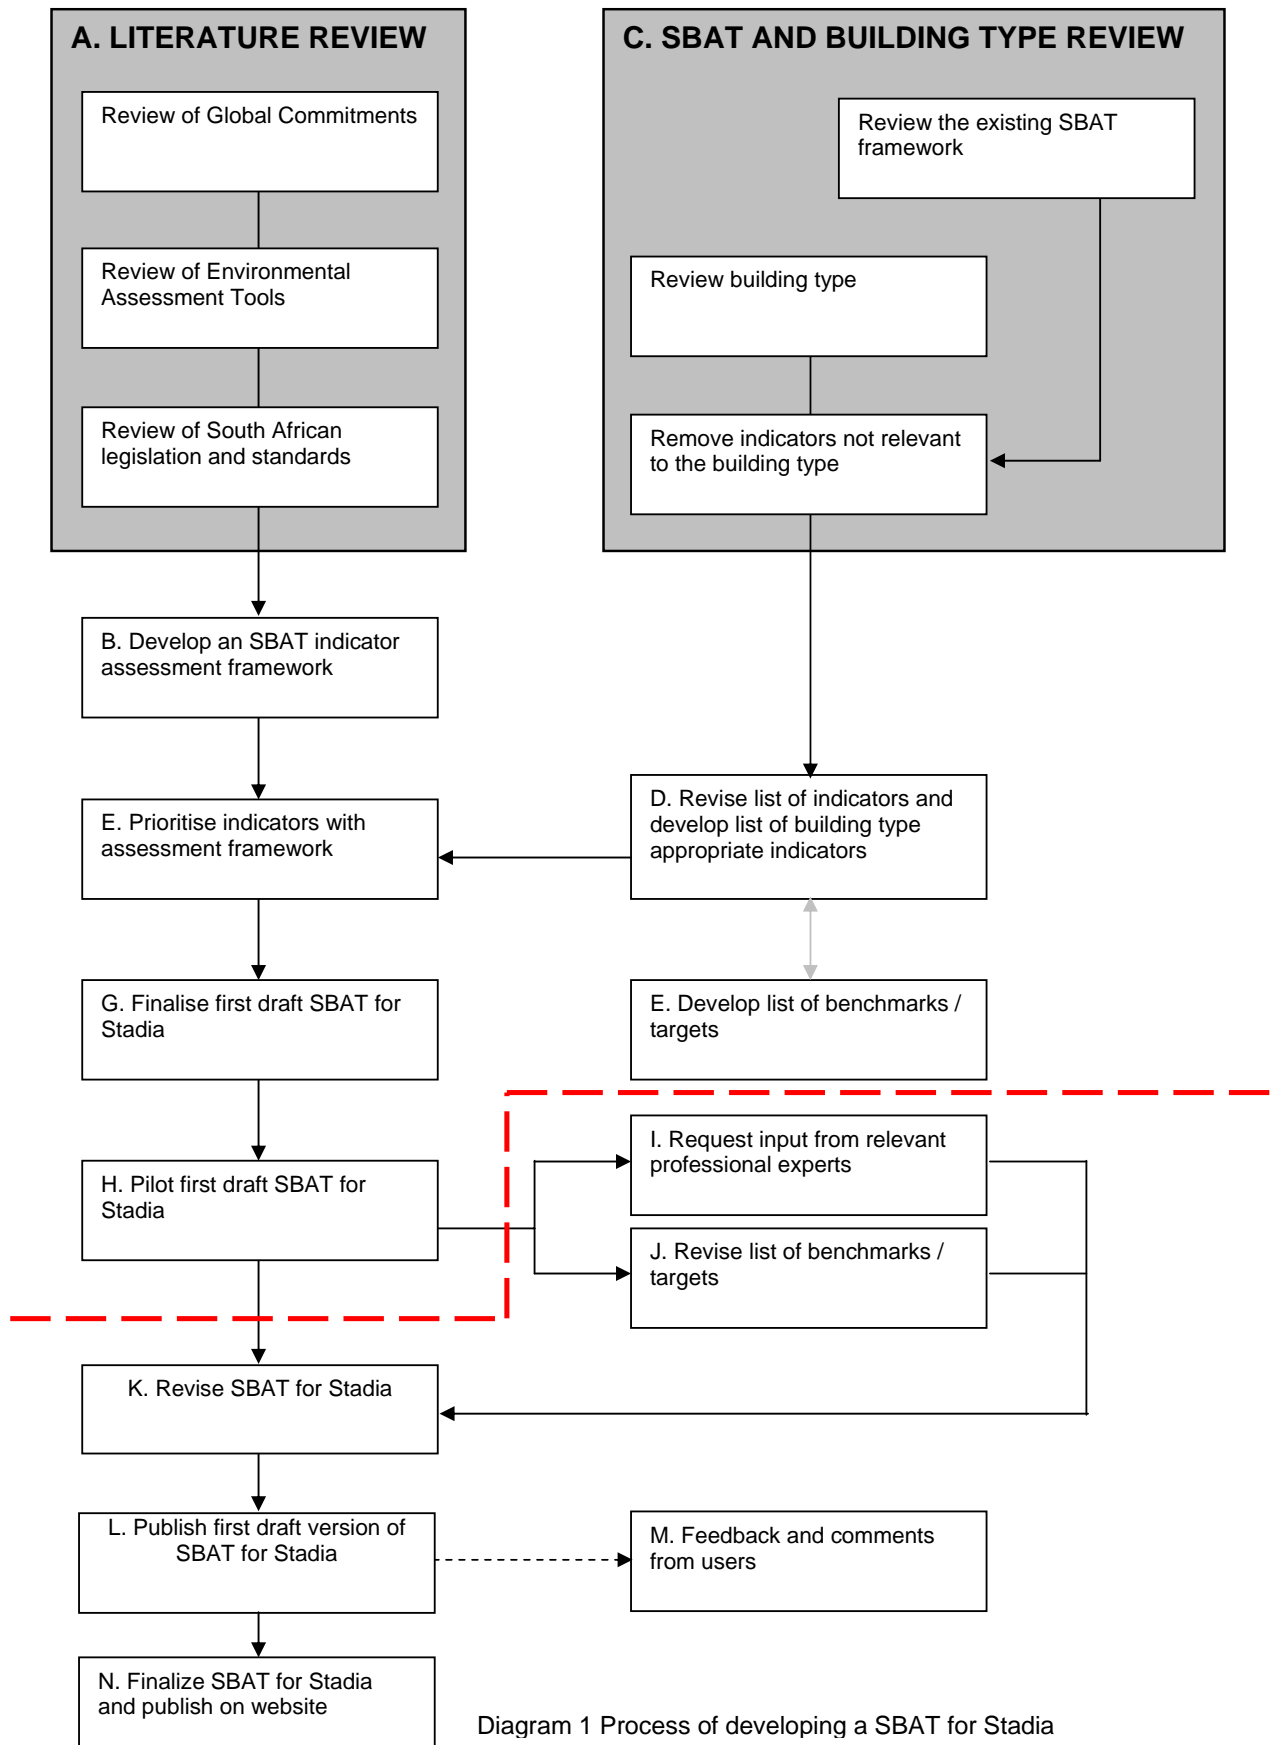 A. LITERATURE REVIEW
Review of Global Commitments
Review of Environmental
Assessment Tools
Review of South African
legislation and standards
C. SBAT AND BUILDING TYPE REVIEW
Review the existing SBAT
framework
Review building type
Remove indicators not relevant
to the building type
B. Develop an SBAT indicator
assessment framework
E. Prioritise indicators with
assessment framework
D. Revise list of indicators and
develop list of building type
appropriate indicators
G. Finalise first draft SBAT for
Stadia
E. Develop list of benchmarks /
targets
H. Pilot first draft SBAT for
Stadia
I. Request input from relevant
professional experts
J. Revise list of benchmarks /
targets
K. Revise SBAT for Stadia
L. Publish first draft version of
SBAT for Stadia
M. Feedback and comments
from users
N. Finalize SBAT for Stadia
and publish on website
Diagram 1 Process of developing a SBAT for Stadia